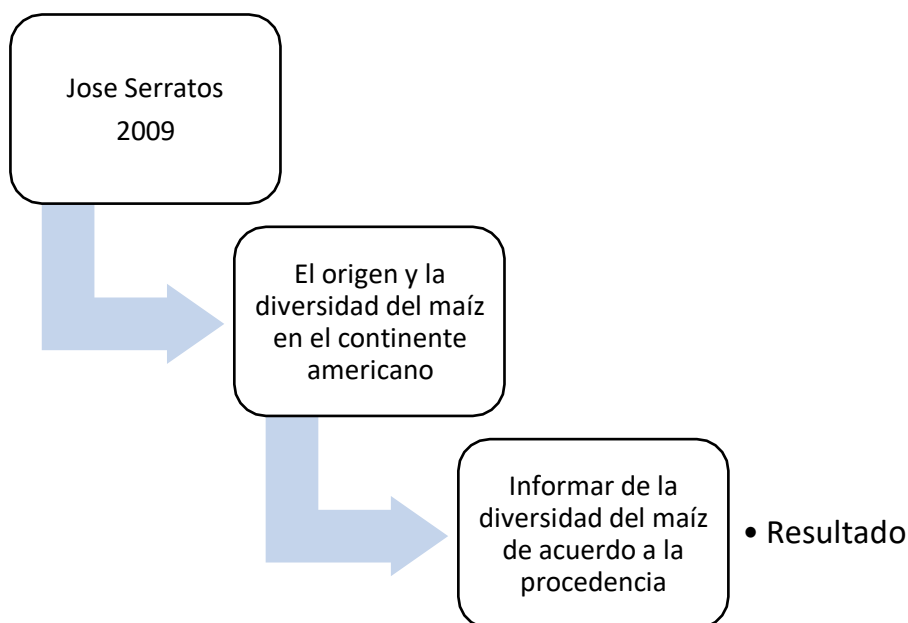 Jose Serratos
2009
El origen y la
diversidad del maíz
en el continente
americano
Informar de la
diversidad del maíz
de acuerdo a la
procedencia
• Resultado